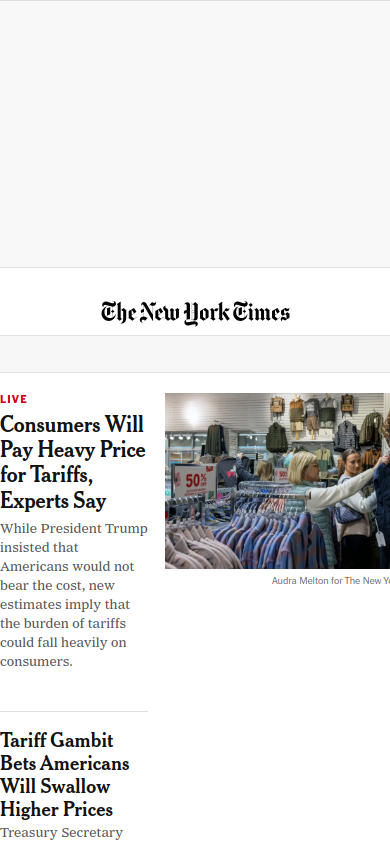 The New York Times
LIVE
Consumers Will
Pay Heavy Price
for Tariffs,
Experts Say
While President Trump
insisted that
Americans would not
bear the cost, new
estimates imply that
the burden of tariffs
could fall heavily on
consumers.
50%
50
Audra Melton for The New Yo
Tariff Gambit
Bets Americans
Will Swallow
Higher Prices
Treasury Secretary